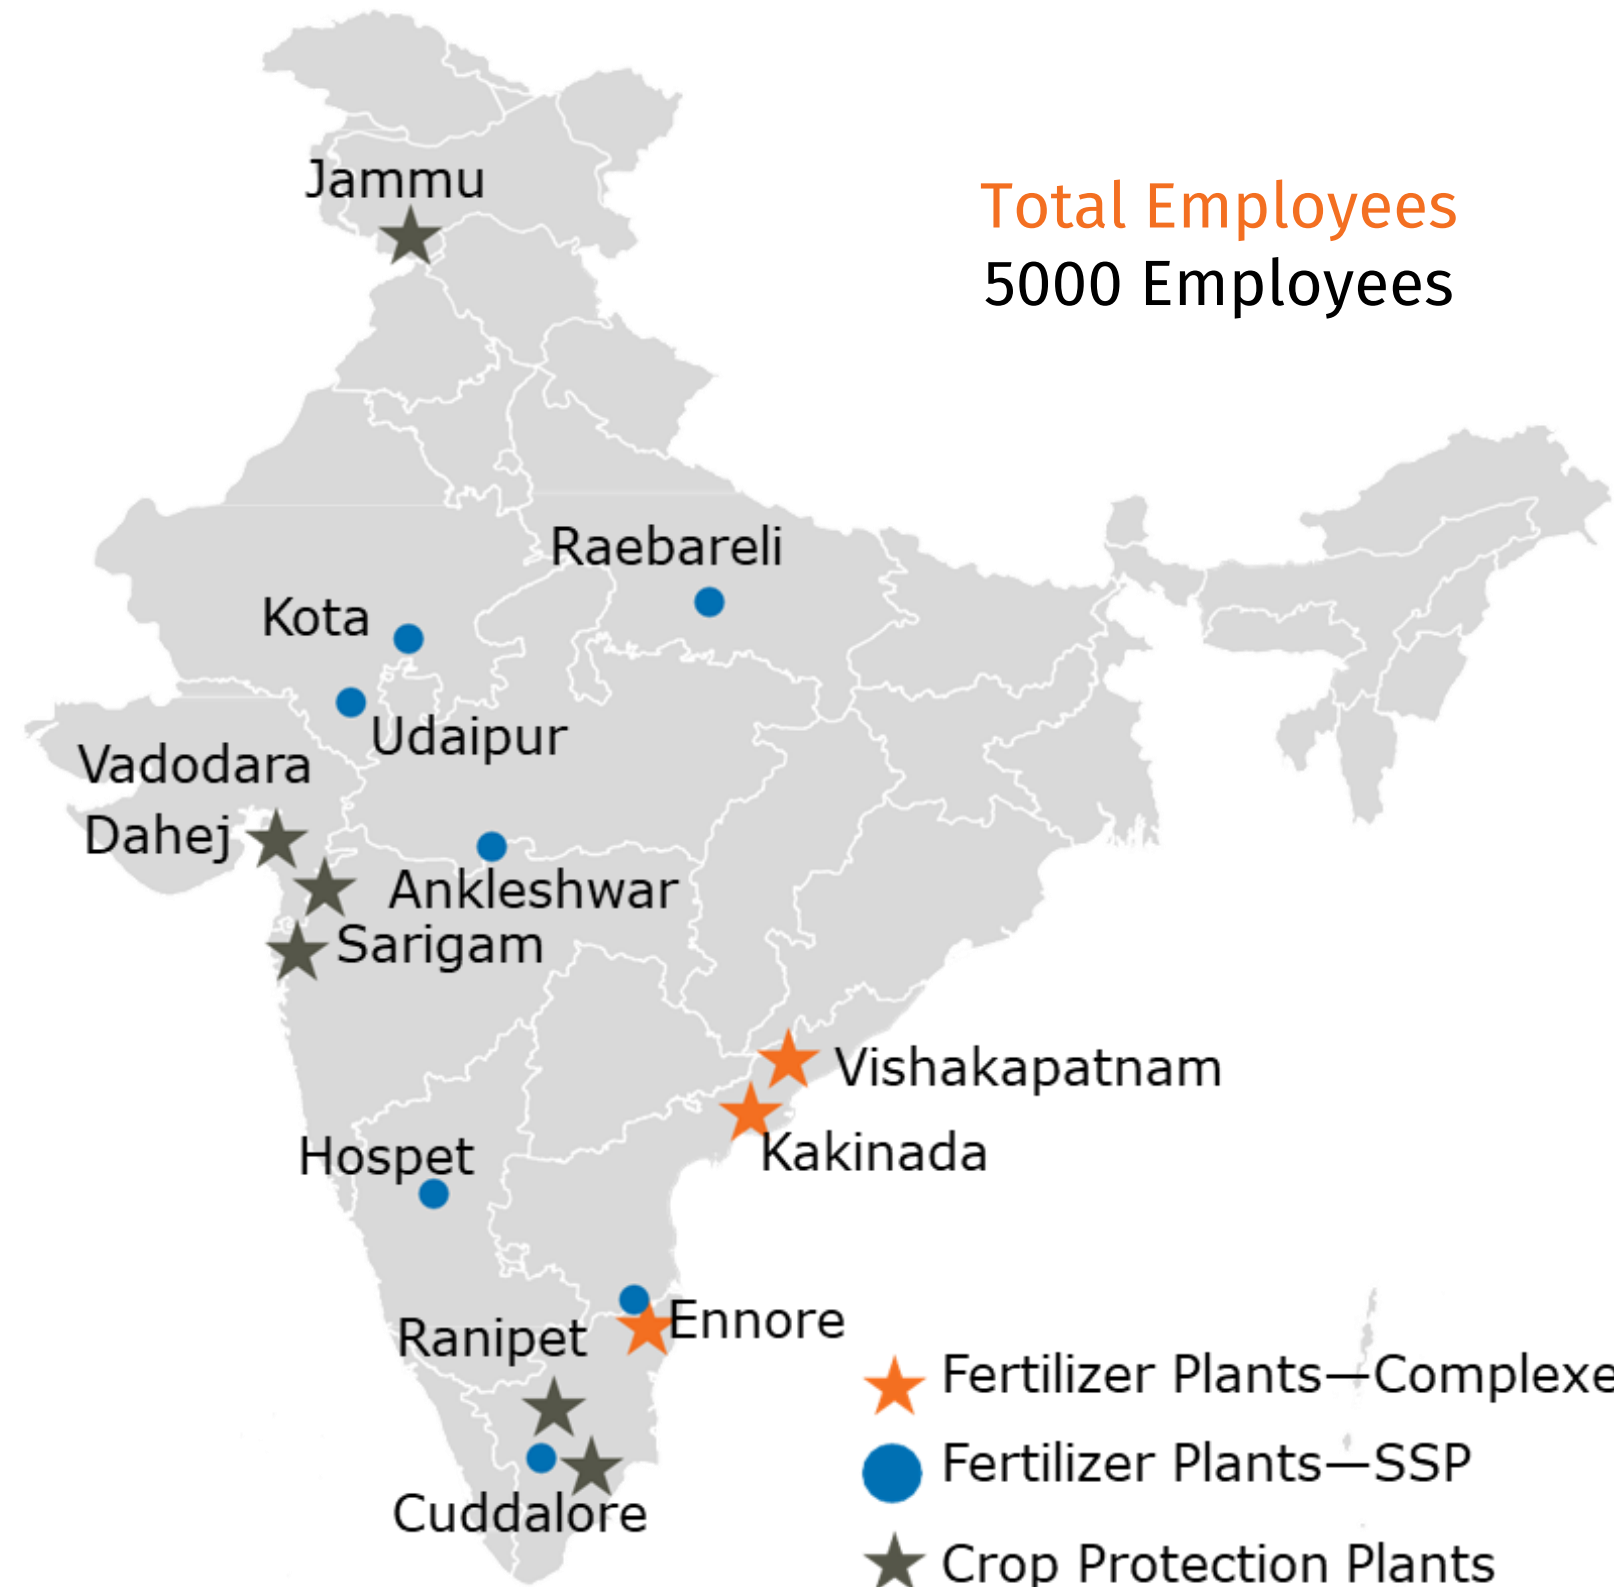 Jammu
Total Employees
5000 Employees
Raebareli
Kota
Udaipur
Vadodara
Dahej
Ankleshwar
Sarigam
Vishakapatnam
Kakinada
Hospet
Ennore
Ranipet
Fertilizer Plants—Complexe
Fertilizer Plants—SSP
Cuddalore
Crop Protection Plants